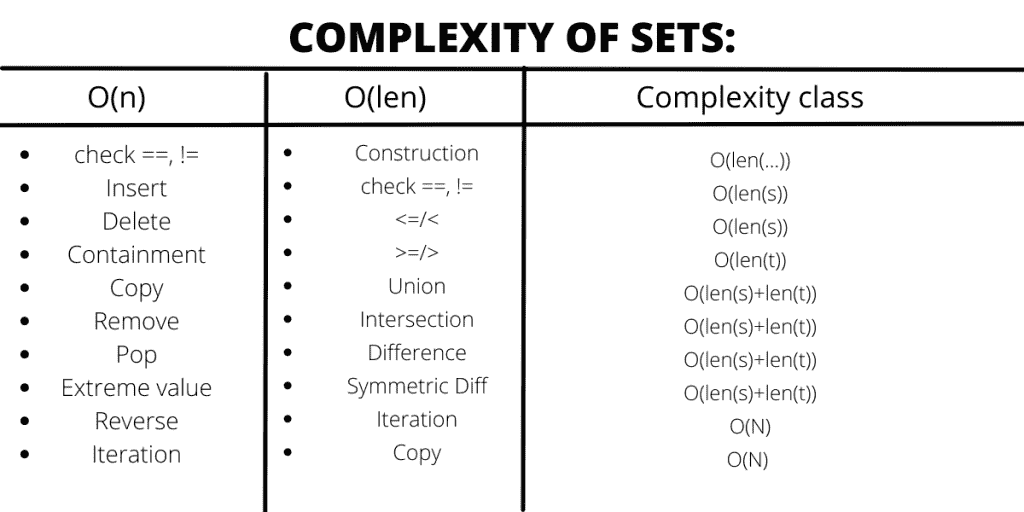 COMPLEXITY OF SETS:
O(n) O(len) Complexity class
• check ==, != • Construction O(len(...))
• Insert • check ==, != O(len(s))
• Delete • <=/< O(len(s))
• Containment • >=/> O(len(t))
• Copy • Union O(len(s)+len(t))
• Remove • Intersection O(len(s)+len(t))
• Pop • Difference O(len(s)+len(t))
• Extreme value • Symmetric Diff O(len(s)+len(t))
• Reverse • Iteration O(N)
• Iteration • Copy O(N)